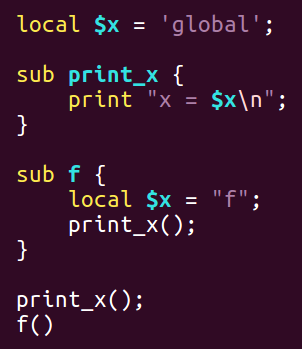 local $x = 'global';
sub print_x {
    print "x = $x\n";
}
sub f {
    local $x = "f";
    print_x();
}
print_x();
f()